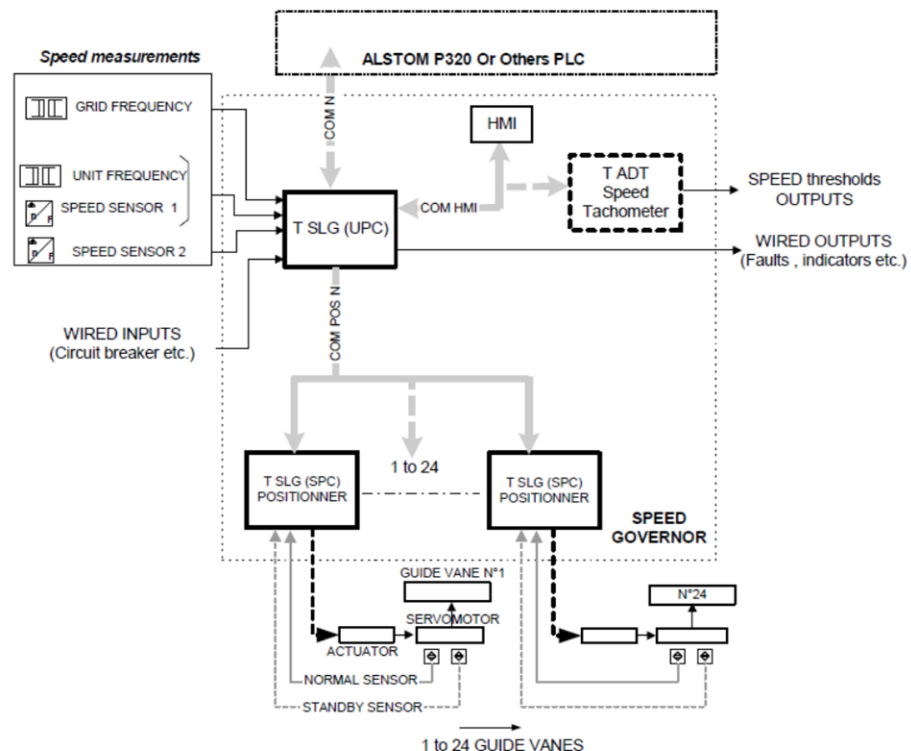 Speed measurements
ALSTOM P320 Or Others PLC
GRID FREQUENCY
COM N
HMI
UNIT FREQUENCY
T ADT
Speed
Tachometer
SPEED thresholds
OUTPUTS
SPEED SENSOR 1
COM HMI
T SLG (UPC)
SPEED SENSOR 2
WIRED OUTPUTS
(Faults , indicators etc.)
WIRED INPUTS
(Circuit breaker etc.)
COM POS N
T SLG (SPC)
POSITIONNER
1 to 24
T SLG (SPC)
POSITIONNER
SPEED
GOVERNOR
GUIDE VANE N°1
N°24
SERVOMOTOR
ACTUATOR
NORMAL SENSOR
STANDBY SENSOR
1 to 24 GUIDE VANES